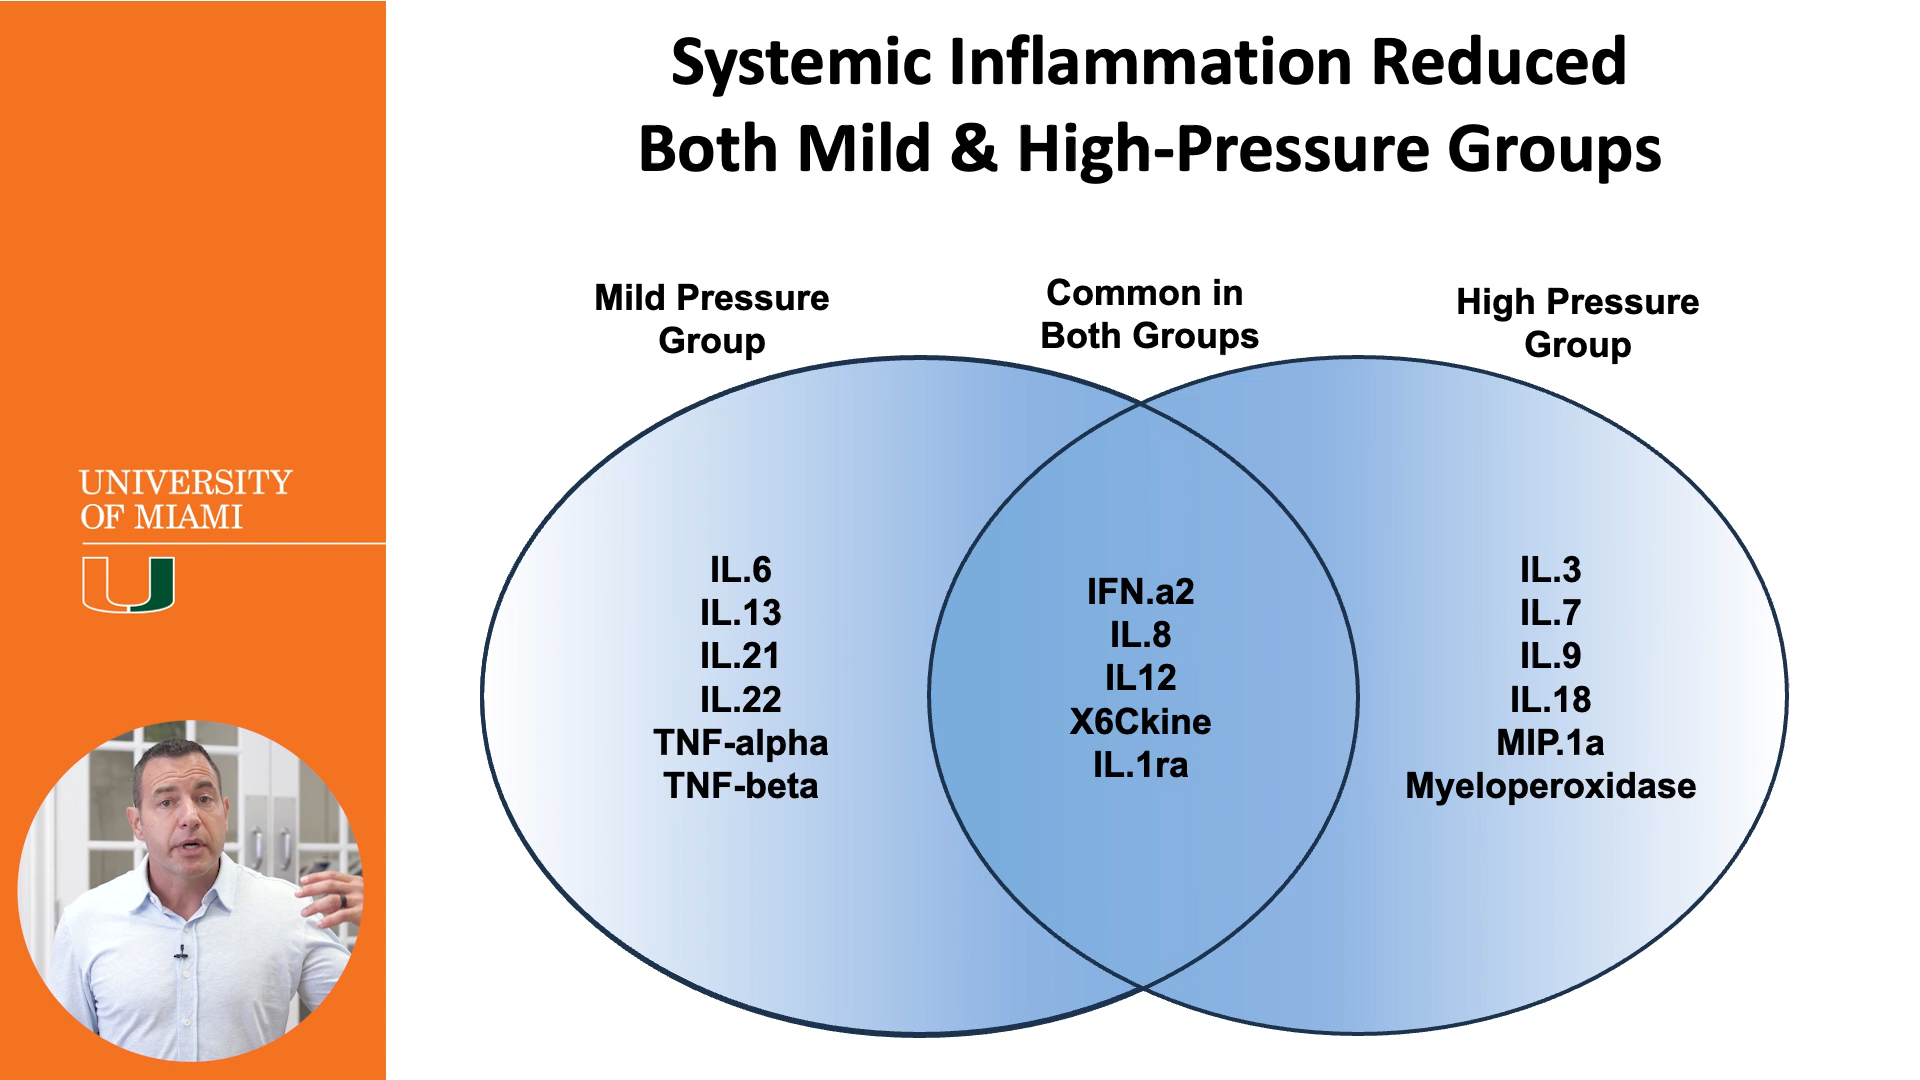 Systemic Inflammation Reduced
Both Mild & High-Pressure Groups
Mild Pressure
Group
Common in
Both Groups
High Pressure
Group
IL.6
IL.13
IL.21
IL.22
TNF-alpha
TNF-beta
IFN.a2
IL.8
IL12
X6Ckine
IL.1ra
IL.3
IL.7
IL.9
IL.18
MIP.1a
Myeloperoxidase
UNIVERSITY
OF MIAMI
U